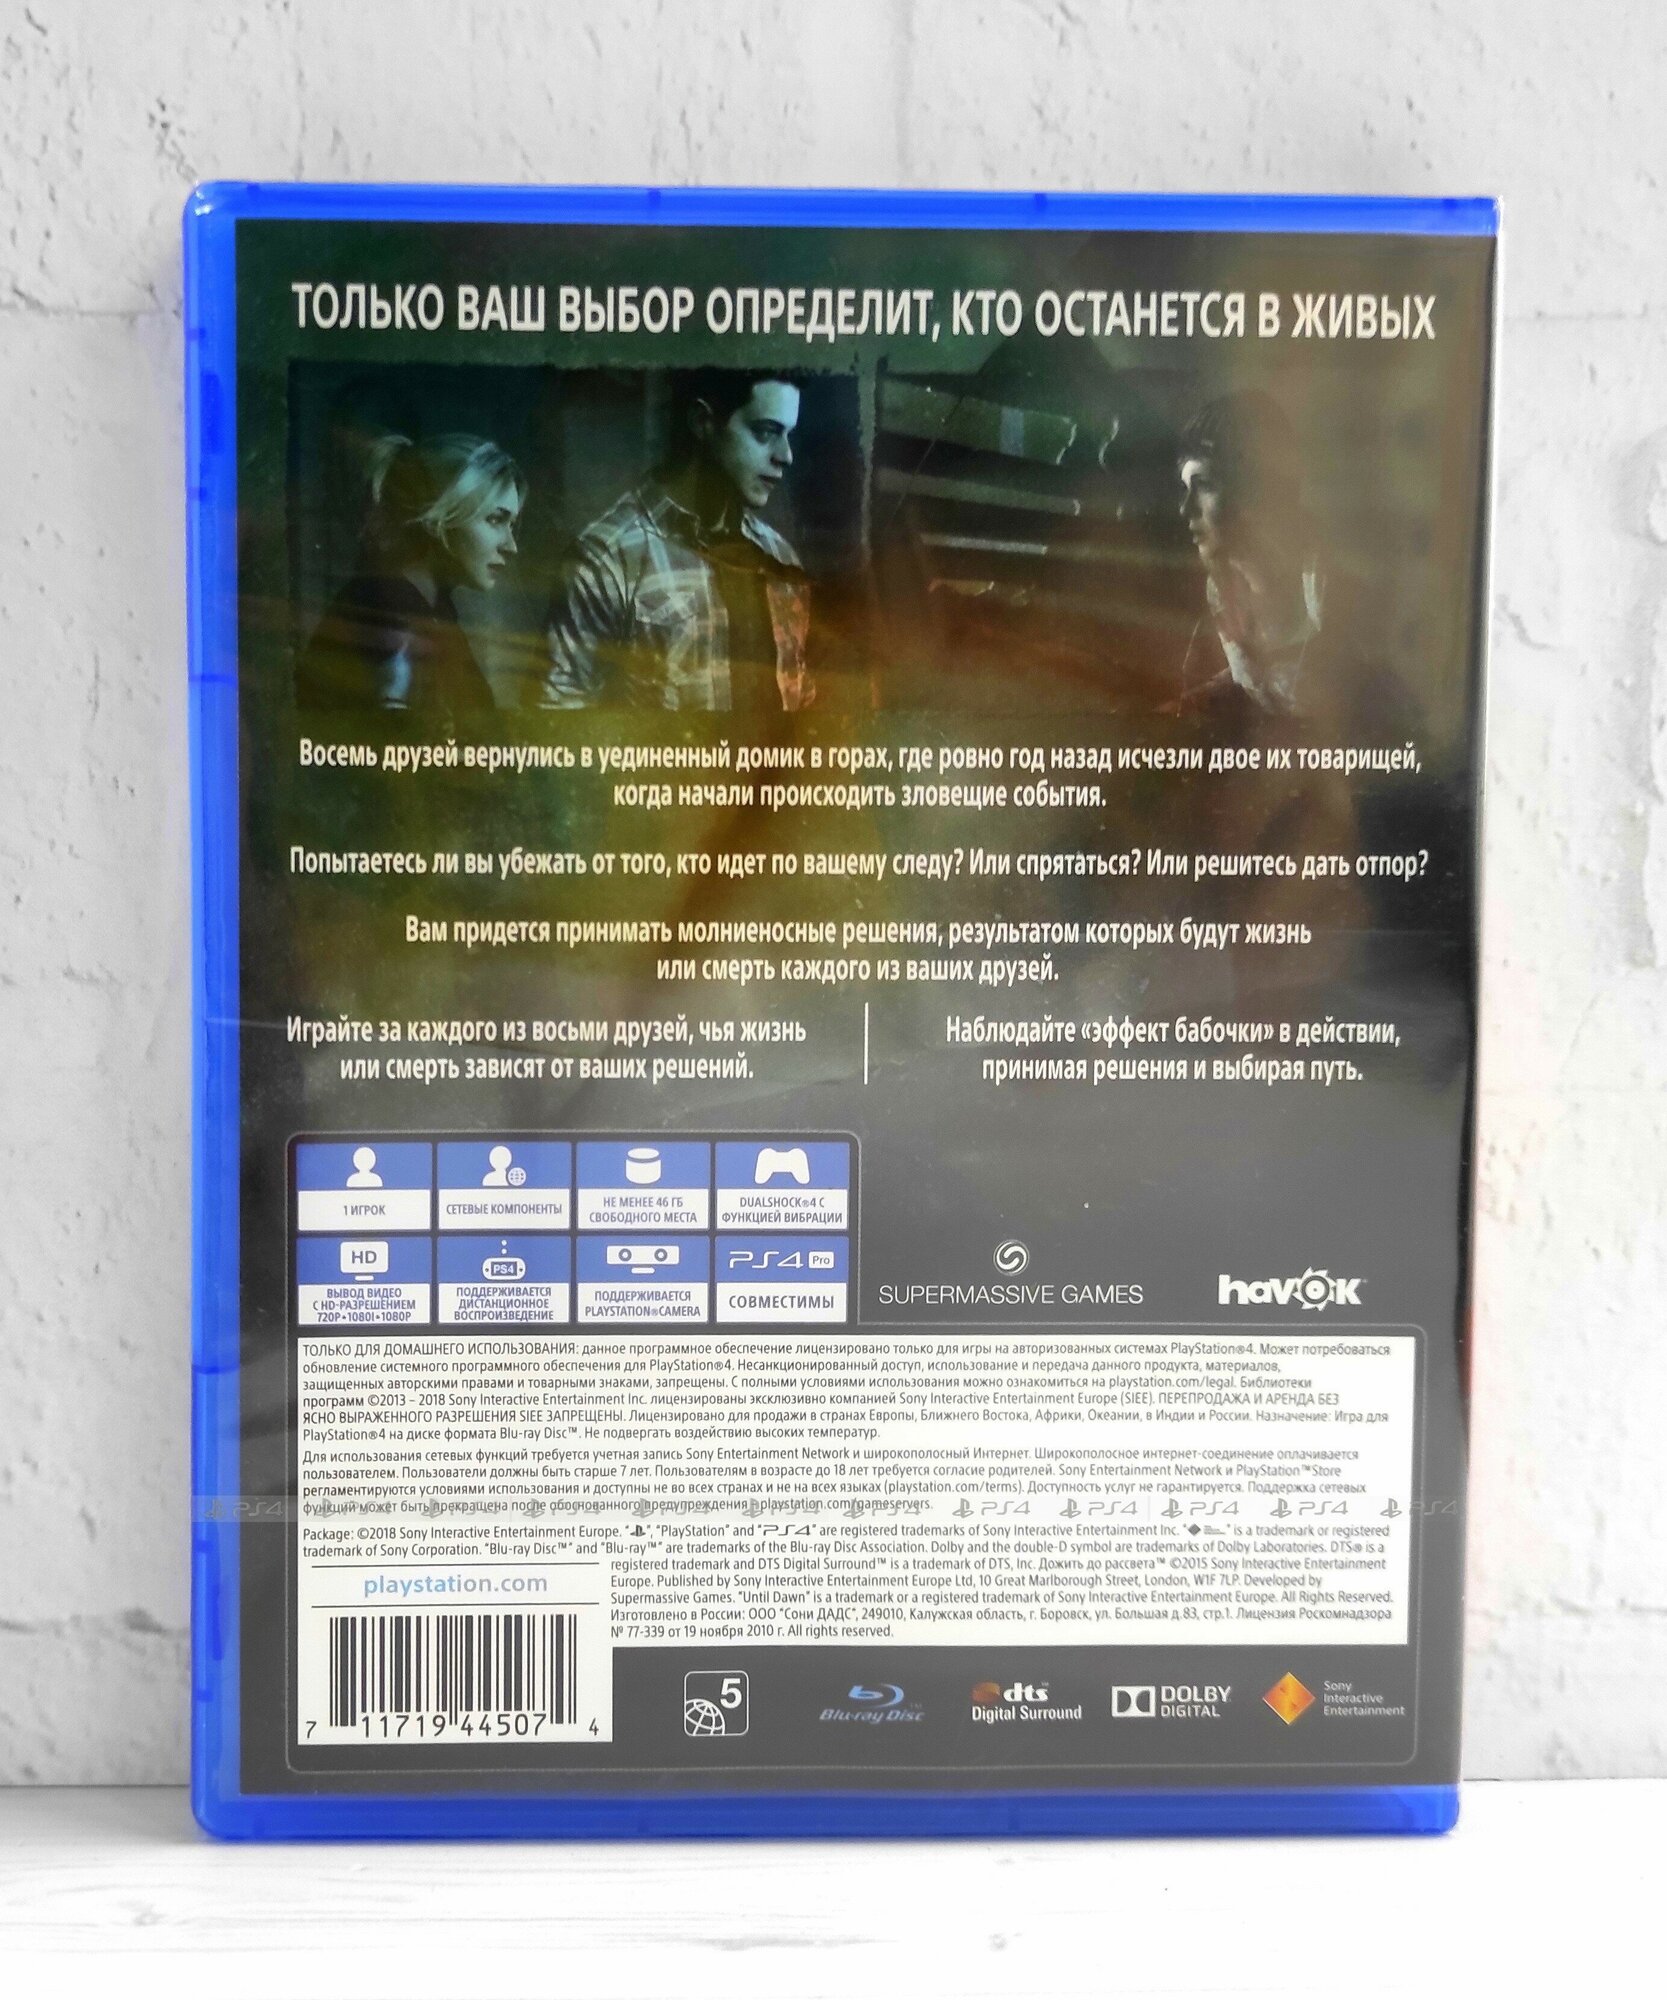 ТОЛЬКО ВАШ ВЫБОР ОПРЕДЕЛИТ, КТО ОСТАНЕТСЯ В ЖИВЫХ
Восемь друзей вернулись в уединенный домик в горах, где ровно год назад исчезли двое их товарищей,
когда начали происходить зловещие события.
Попытаетесь ли вы убежать от того, кто идет по вашему следу? Или спрятаться? Или решитесь дать отпор?
Вам придется принимать молниеносные решения, результатом которых будут жизнь
или смерть каждого из ваших друзей.
Играйте за каждого из восьми друзей, чья жизнь
или смерть зависят от ваших решений.
Наблюдайте «эффект бабочки» в действии,
принимая решения и выбирая путь.
1 ИГРОК
СЕТЕВЫЕ КОМПОНЕНТЫ
НЕ МЕНЕЕ 46 ГБ
СВОБОДНОГО МЕСТА
DUALSHOCK®4 С
ФУНКЦИЕЙ ВИБРАЦИИ
HD
ВЫВОД ВИДЕО
С HD-РАЗРЕШЕНИЕМ
720P•1080I•1080P
PS4
ПОДДЕРЖИВАЕТСЯ
ДИСТАНЦИОННОЕ
ВОСПРОИЗВЕДЕНИЕ
ПОДДЕРЖИВАЕТСЯ
PLAYSTATION®CAMERA
PS4 Pro
СОВМЕСТИМЫ
SUPERMASSIVE GAMES
havok
ТОЛЬКО ДЛЯ ДОМАШНЕГО ИСПОЛЬЗОВАНИЯ: данное программное обеспечение лицензировано только для игры на авторизованных системах PlayStation®4. Может потребоваться
обновление системного программного обеспечения для PlayStation®4. Несанкционированный доступ, использование и передача данного продукта, материалов,
защищенных авторскими правами и товарными знаками, запрещены. С полными условиями использования можно ознакомиться на playstation.com/legal. Библиотеки
программ ©2013 – 2018 Sony Interactive Entertainment Inc. лицензированы эксклюзивно компанией Sony Interactive Entertainment Europe (SIEE). ПЕРЕПРОДАЖА И АРЕНДА БЕЗ
ЯСНО ВЫРАЖЕННОГО РАЗРЕШЕНИЯ SIEE ЗАПРЕЩЕНЫ. Лицензировано для продажи в странах Европы, Ближнего Востока, Африки, Океании, в Индии и России. Назначение: Игра для
PlayStation®4 на диске формата Blu-ray Disc™. Не подвергать воздействию высоких температур.
Для использования сетевых функций требуется учетная запись Sony Entertainment Network и широкополосный Интернет. Широкополосное интернет-соединение оплачивается
пользователем. Пользователи должны быть старше 7 лет. Пользователям в возрасте до 18 лет требуется согласие родителей. Sony Entertainment Network и PlayStation™Store
регламентируются условиями использования и доступны не во всех странах и не на всех языках (playstation.com/terms). Доступность услуг не гарантируется. Поддержка сетевых
функций может быть прекращена после обоснованного предупреждения - playstation.com/gameservers.
PS4 PS4 PS4 PS4 PS4 PS4 PS4 PS4 PS4 PS4 PS4 PS4
Package: ©2018 Sony Interactive Entertainment Europe. "", "PlayStation" and "PS4" are registered trademarks of Sony Interactive Entertainment Inc. "" is a trademark or registered
trademark of Sony Corporation. "Blu-ray Disc™" and "Blu-ray™" are trademarks of the Blu-ray Disc Association. Dolby and the double-D symbol are trademarks of Dolby Laboratories. DTS® is a
registered trademark and DTS Digital Surround™ is a trademark of DTS, Inc. Дожить до рассвета™ ©2015 Sony Interactive Entertainment
Europe. Published by Sony Interactive Entertainment Europe Ltd, 10 Great Marlborough Street, London, W1F 7LP. Developed by
Supermassive Games. "Until Dawn" is a trademark or a registered trademark of Sony Interactive Entertainment Europe. All Rights Reserved.
Изготовлено в России: ООО "Сони ДАДС", 249010, Калужская область, г. Боровск, ул. Большая д 83, стр.1. Лицензия Роскомнадзора
№ 77-339 от 19 ноября 2010 г. All rights reserved.
playstation.com
7 11719 44507 4
5
Blu-ray Disc™
dts
Digital Surround
DOLBY
DIGITAL
Sony
Interactive
Entertainment